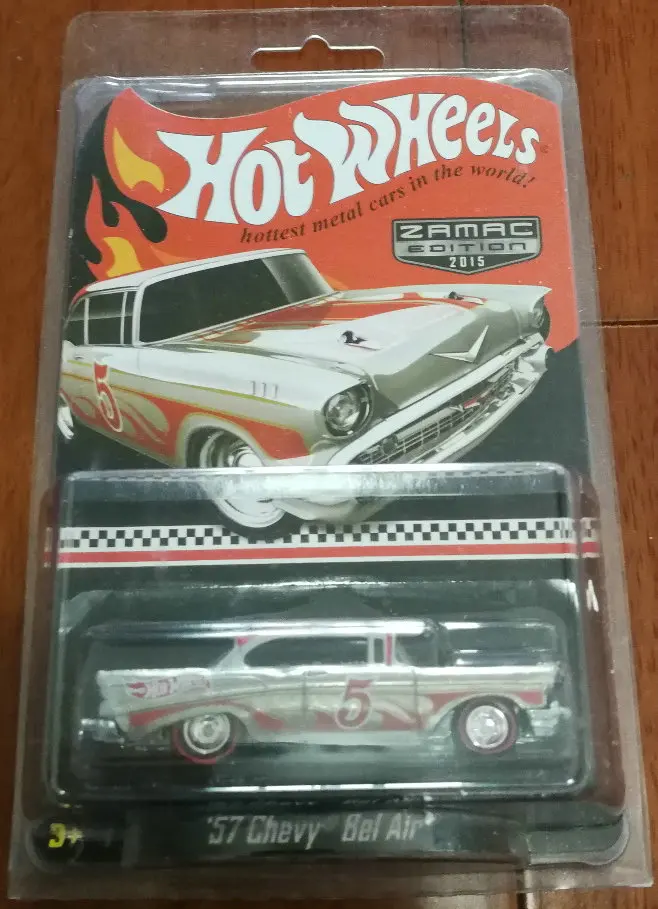 HOT WHEELS®
hottest metal cars in the world!
ZAMAC
EDITION
2015
5
5
'57 Chevy® Bel Air®
3+